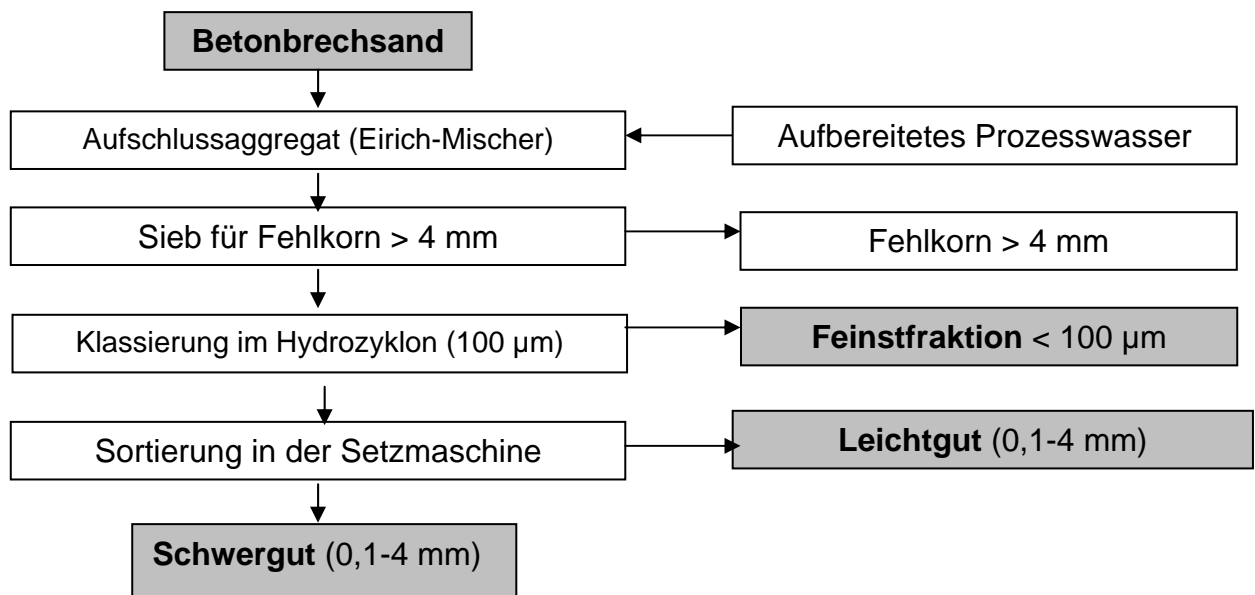 Betonbrechsand
Aufschlussaggregat (Eirich-Mischer)
Aufbereitetes Prozesswasser
Sieb für Fehlkorn > 4 mm
Fehlkorn > 4 mm
Klassierung im Hydrozyklon (100 µm)
Feinstfraktion < 100 µm
Sortierung in der Setzmaschine
Leichtgut (0,1-4 mm)
Schwergut (0,1-4 mm)